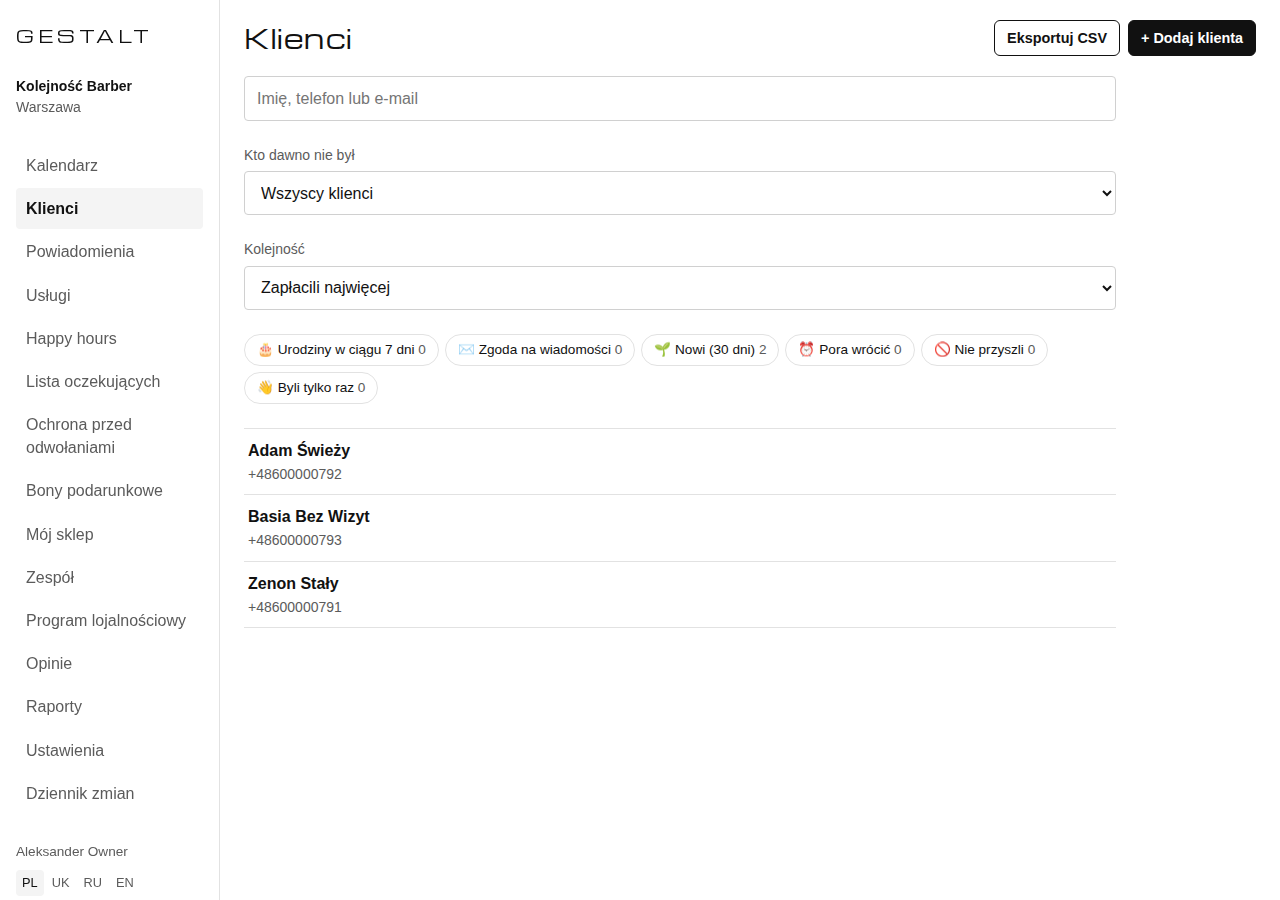 GESTALT
Kolejność Barber
Warszawa
Kalendarz
Klienci
Powiadomienia
Usługi
Happy hours
Lista oczekujących
Ochrona przed
odwołaniami
Bony podarunkowe
Mój sklep
Zespół
Program lojalnościowy
Opinie
Raporty
Ustawienia
Dziennik zmian
Aleksander Owner
PL UK RU EN
Klienci
Eksportuj CSV
+ Dodaj klienta
Imię, telefon lub e-mail
Kto dawno nie był
Wszyscy klienci
Kolejność
Zapłacili najwięcej
🎂 Urodziny w ciągu 7 dni 0
✉️ Zgoda na wiadomości 0
🌱 Nowi (30 dni) 2
⏰ Pora wrócić 0
🚫 Nie przyszli 0
👋 Byli tylko raz 0
Adam Świeży
+48600000792
Basia Bez Wizyt
+48600000793
Zenon Stały
+48600000791